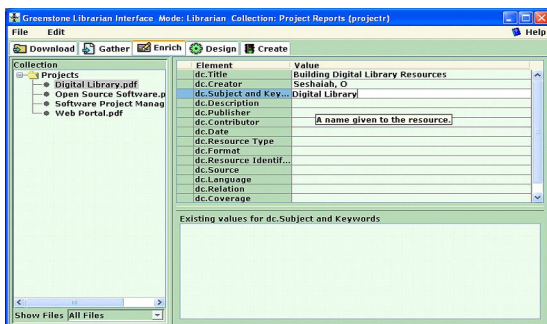 Greenstone Librarian Interface Mode: Librarian Collection: Project Reports (projectr)
File Edit Help
Download Gather Enrich Design Create
Collection
Projects
Digital Library.pdf
Open Source Software.p
Software Project Manag
Web Portal.pdf
Show Files All Files
Element Value
dc.Title Building Digital Library Resources
dc.Creator Seshaiah, O
dc.Subject and Key... Digital Library
dc.Description
dc.Publisher
dc.Contributor A name given to the resource.
dc.Date
dc.Resource Type
dc.Format
dc.Resource Identif...
dc.Source
dc.Language
dc.Relation
dc.Coverage
Existing values for dc.Subject and Keywords